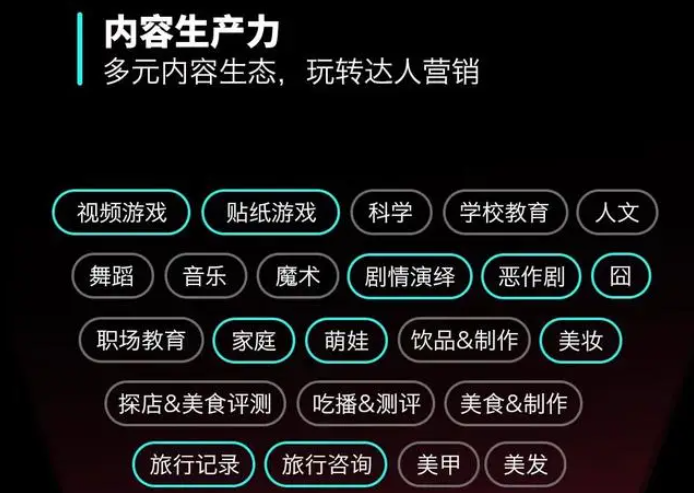 内容生产力
多元内容生态，玩转达人营销
视频游戏 贴纸游戏 科学 学校教育 人文
舞蹈 音乐 魔术 剧情演绎 恶作剧 囧
职场教育 家庭 萌娃 饮品&制作 美妆
探店&美食评测 吃播&测评 美食&制作
旅行记录 旅行咨询 美甲 美发